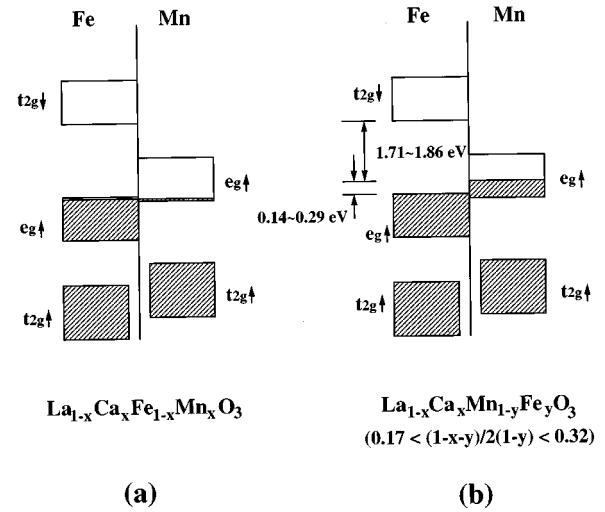 Fe Mn
t2g↓
eg↑
eg↑
t2g↑
t2g↑
La1-xCaxFe1-xMnxO3
(a)
Fe Mn
t2g↓
1.71~1.86 eV
eg↑
0.14~0.29 eV
eg↑
t2g↑
t2g↑
La1-xCaxMn1-yFeyO3
(0.17 < (1-x-y)/2(1-y) < 0.32)
(b)